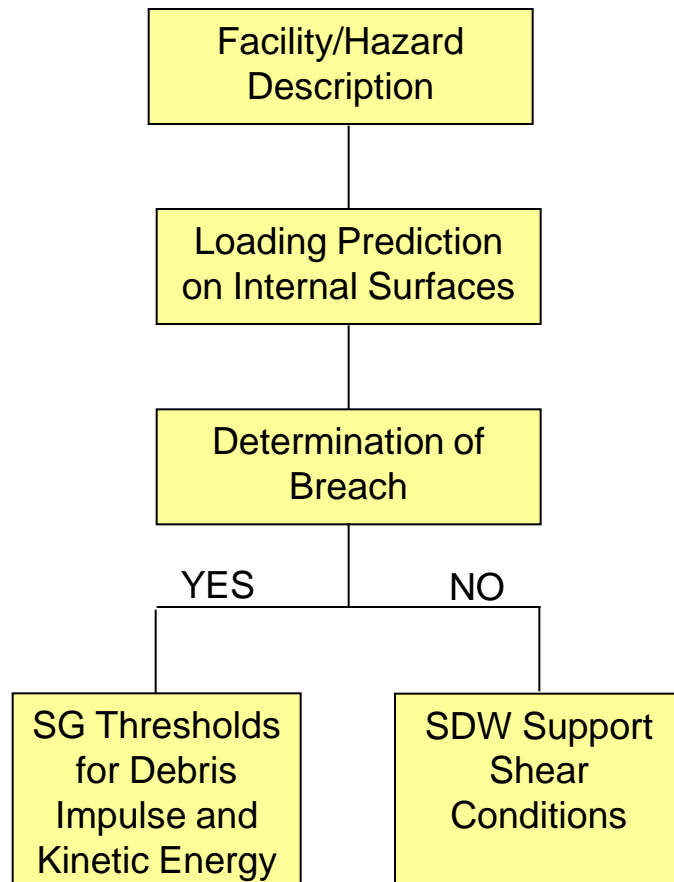 Facility/Hazard
Description
Loading Prediction
on Internal Surfaces
Determination of
Breach
YES
NO
SG Thresholds
for Debris
Impulse and
Kinetic Energy
SDW Support
Shear
Conditions